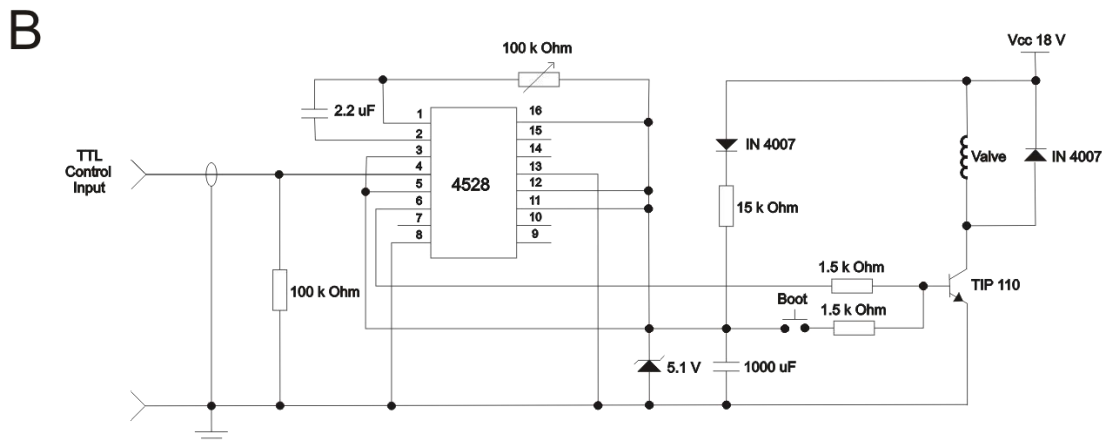 B
Vcc 18 V
100 k Ohm
2.2 uF
1
2
3
4
5
6
7
8
4528
16
15
14
13
12
11
10
9
TTL
Control
Input
100 k Ohm
IN 4007
15 k Ohm
Valve
IN 4007
1.5 k Ohm
TIP 110
Boot
1.5 k Ohm
5.1 V
1000 uF